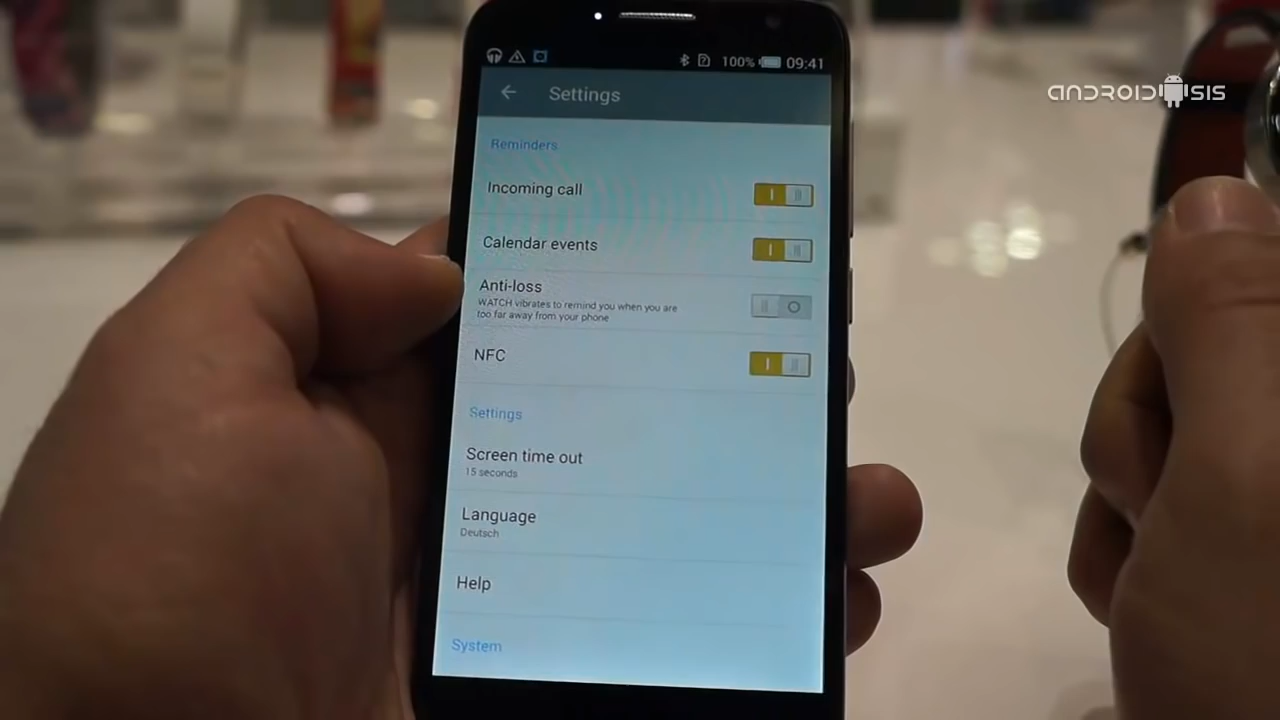 100% 09:41
ANDROIDSIS
Settings
Reminders
Incoming call
Calendar events
Anti-loss
WATCH vibrates to remind you when you are
too far away from your phone
NFC
Settings
Screen time out
15 seconds
Language
Deutsch
Help
System